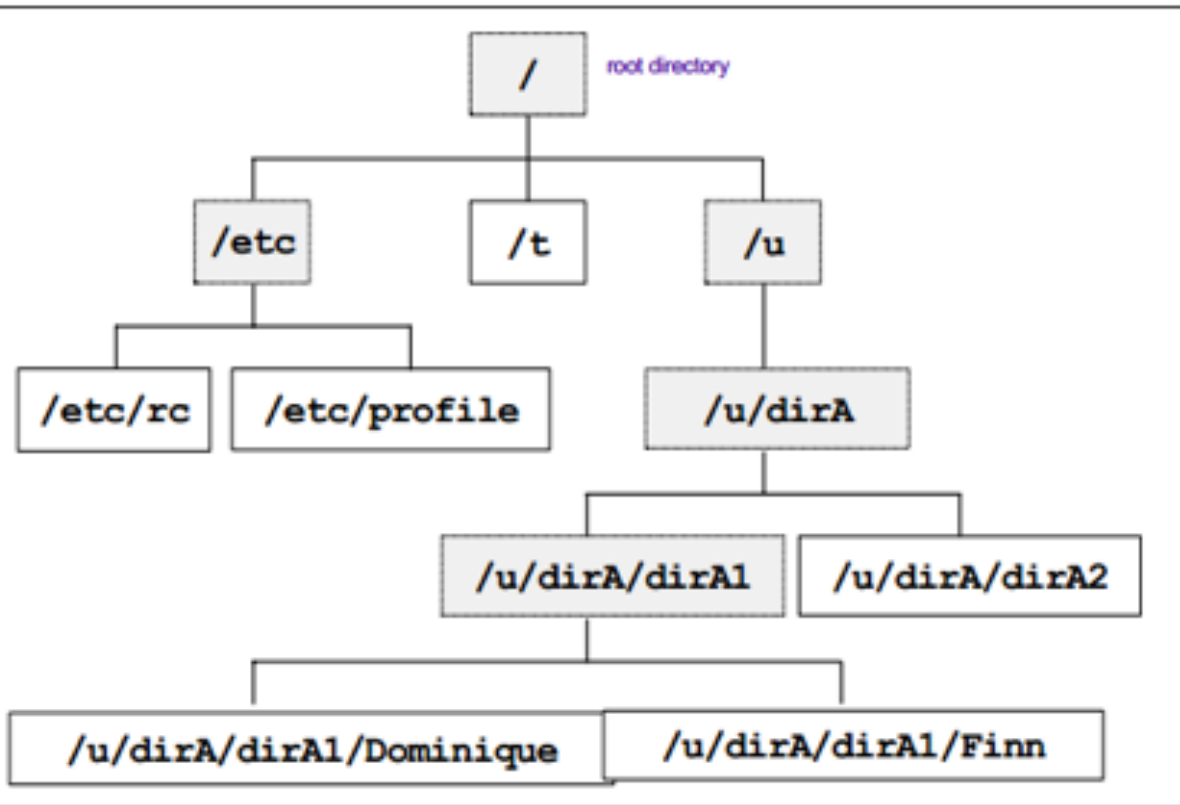 /
root directory
/etc
/t
/u
/etc/rc
/etc/profile
/u/dirA
/u/dirA/dirA1
/u/dirA/dirA2
/u/dirA/dirA1/Dominique
/u/dirA/dirA1/Finn